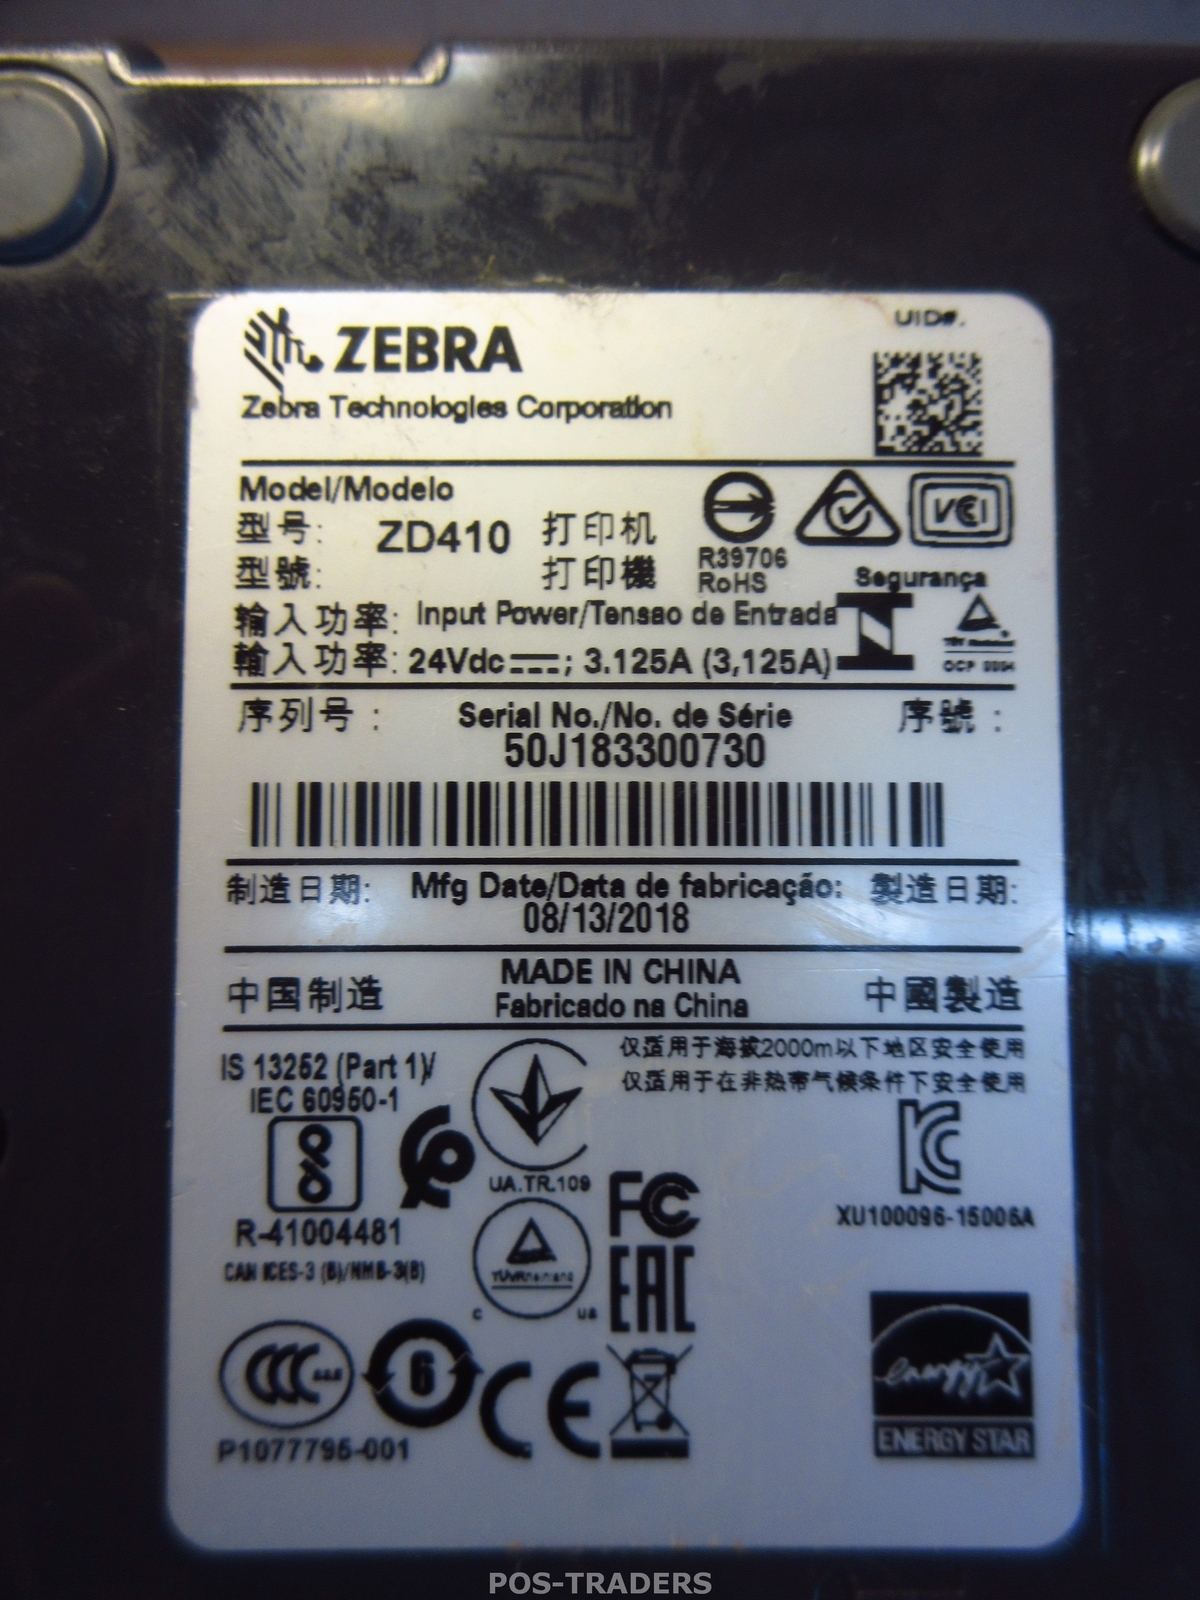 UID#.
ZEBRA
Zebra Technologies Corporation
Model/Modelo
型号: ZD410 打印机
型號: 打印機
R39706
RoHS
VCCI
Segurança
输入功率: Input Power/Tensao de Entrada
輸入功率: 24Vdc ; 3.125A (3,125A)
序列号 : Serial No./No. de Série 序號 :
50J183300730
制造日期: Mfg Date/Data de fabricação: 製造日期:
08/13/2018
MADE IN CHINA
中国制造 Fabricado na China 中國製造
仅适用于海拔2000m以下地区安全使用
仅适用于在非热带气候条件下安全使用
IS 13252 (Part 1)/
IEC 60950-1
UA.TR.109
R-41004481
CAN ICES-3 (B)/NMB-3(B)
FC
EAC
TÜVRheinland
c us
XU100096-15006A
CCC
6
CE
energy
ENERGY STAR
P1077795-001
POS-TRADERS